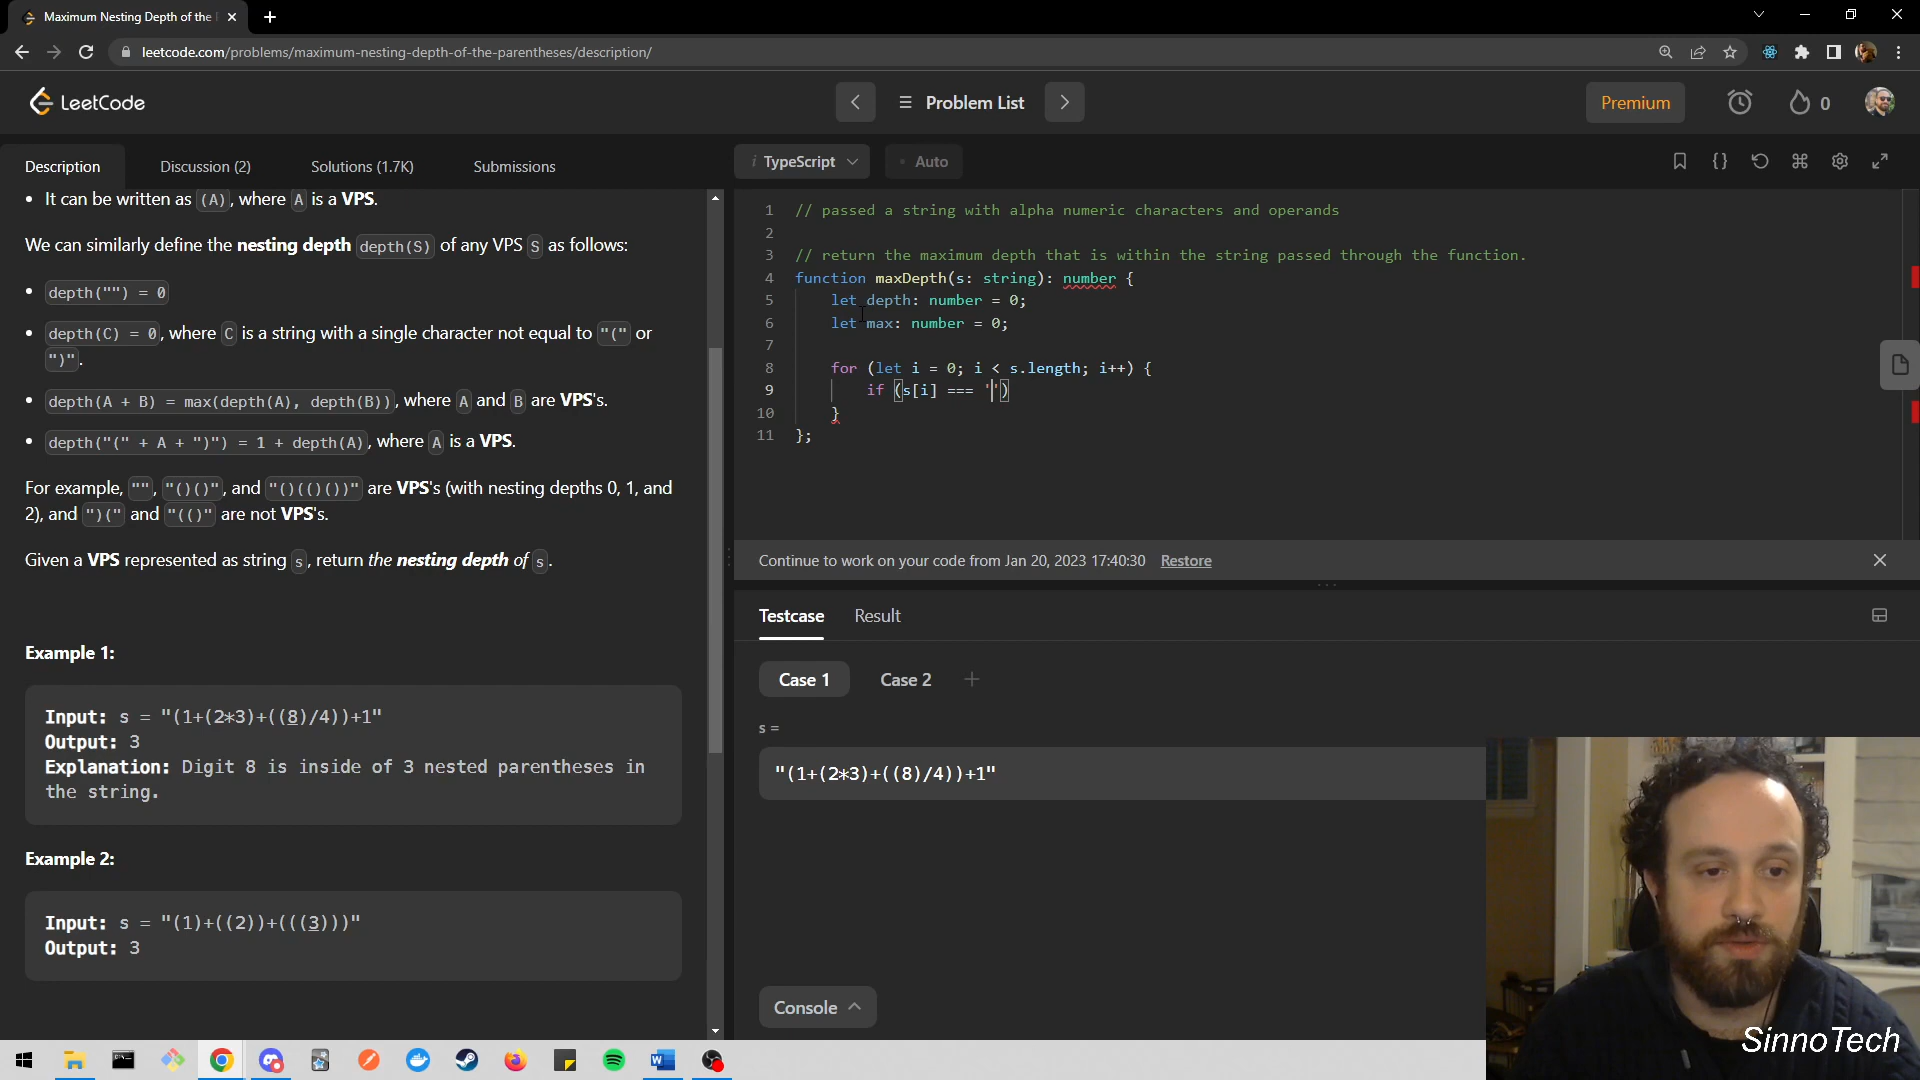 Maximum Nesting Depth of the
leetcode.com/problems/maximum-nesting-depth-of-the-parentheses/description/
LeetCode
Problem List
Premium
0
Description
Discussion (2)
Solutions (1.7K)
Submissions
i TypeScript
Auto
• It can be written as (A), where A is a VPS.
We can similarly define the nesting depth depth(S) of any VPS S as follows:
• depth("") = 0
• depth(C) = 0, where C is a string with a single character not equal to "(" or
")".
• depth(A + B) = max(depth(A), depth(B)), where A and B are VPS's.
• depth("(" + A + ")") = 1 + depth(A), where A is a VPS.
For example, "", "()()", and "()(()())" are VPS's (with nesting depths 0, 1, and
2), and ")(" and "(()" are not VPS's.
Given a VPS represented as string s, return the nesting depth of s.
Example 1:
Input: s = "(1+(2*3)+((8)/4))+1"
Output: 3
Explanation: Digit 8 is inside of 3 nested parentheses in
the string.
Example 2:
Input: s = "(1)+((2))+(((3)))"
Output: 3
1 // passed a string with alpha numeric characters and operands
2
3 // return the maximum depth that is within the string passed through the function.
4 function maxDepth(s: string): number {
5 let depth: number = 0;
6 let max: number = 0;
7
8 for (let i = 0; i < s.length; i++) {
9 if (s[i] === '')
10 }
11 };
Continue to work on your code from Jan 20, 2023 17:40:30 Restore
Testcase
Result
Case 1
Case 2
s =
"(1+(2*3)+((8)/4))+1"
Console
SinnoTech